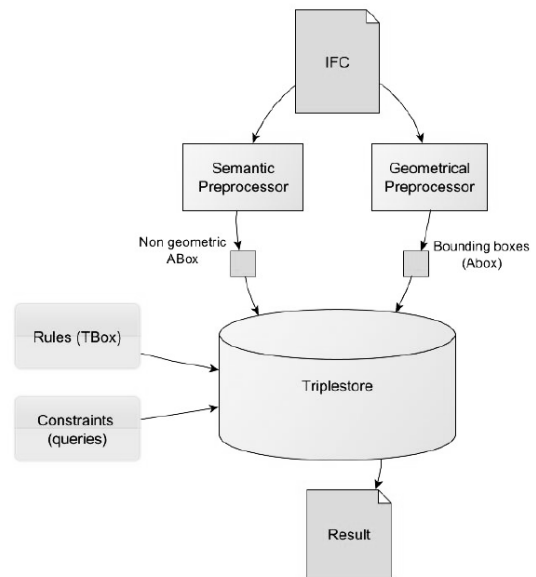 IFC
Semantic
Preprocessor
Geometrical
Preprocessor
Non geometric
ABox
Bounding boxes
(Abox)
Rules (TBox)
Triplestore
Constraints
(queries)
Result